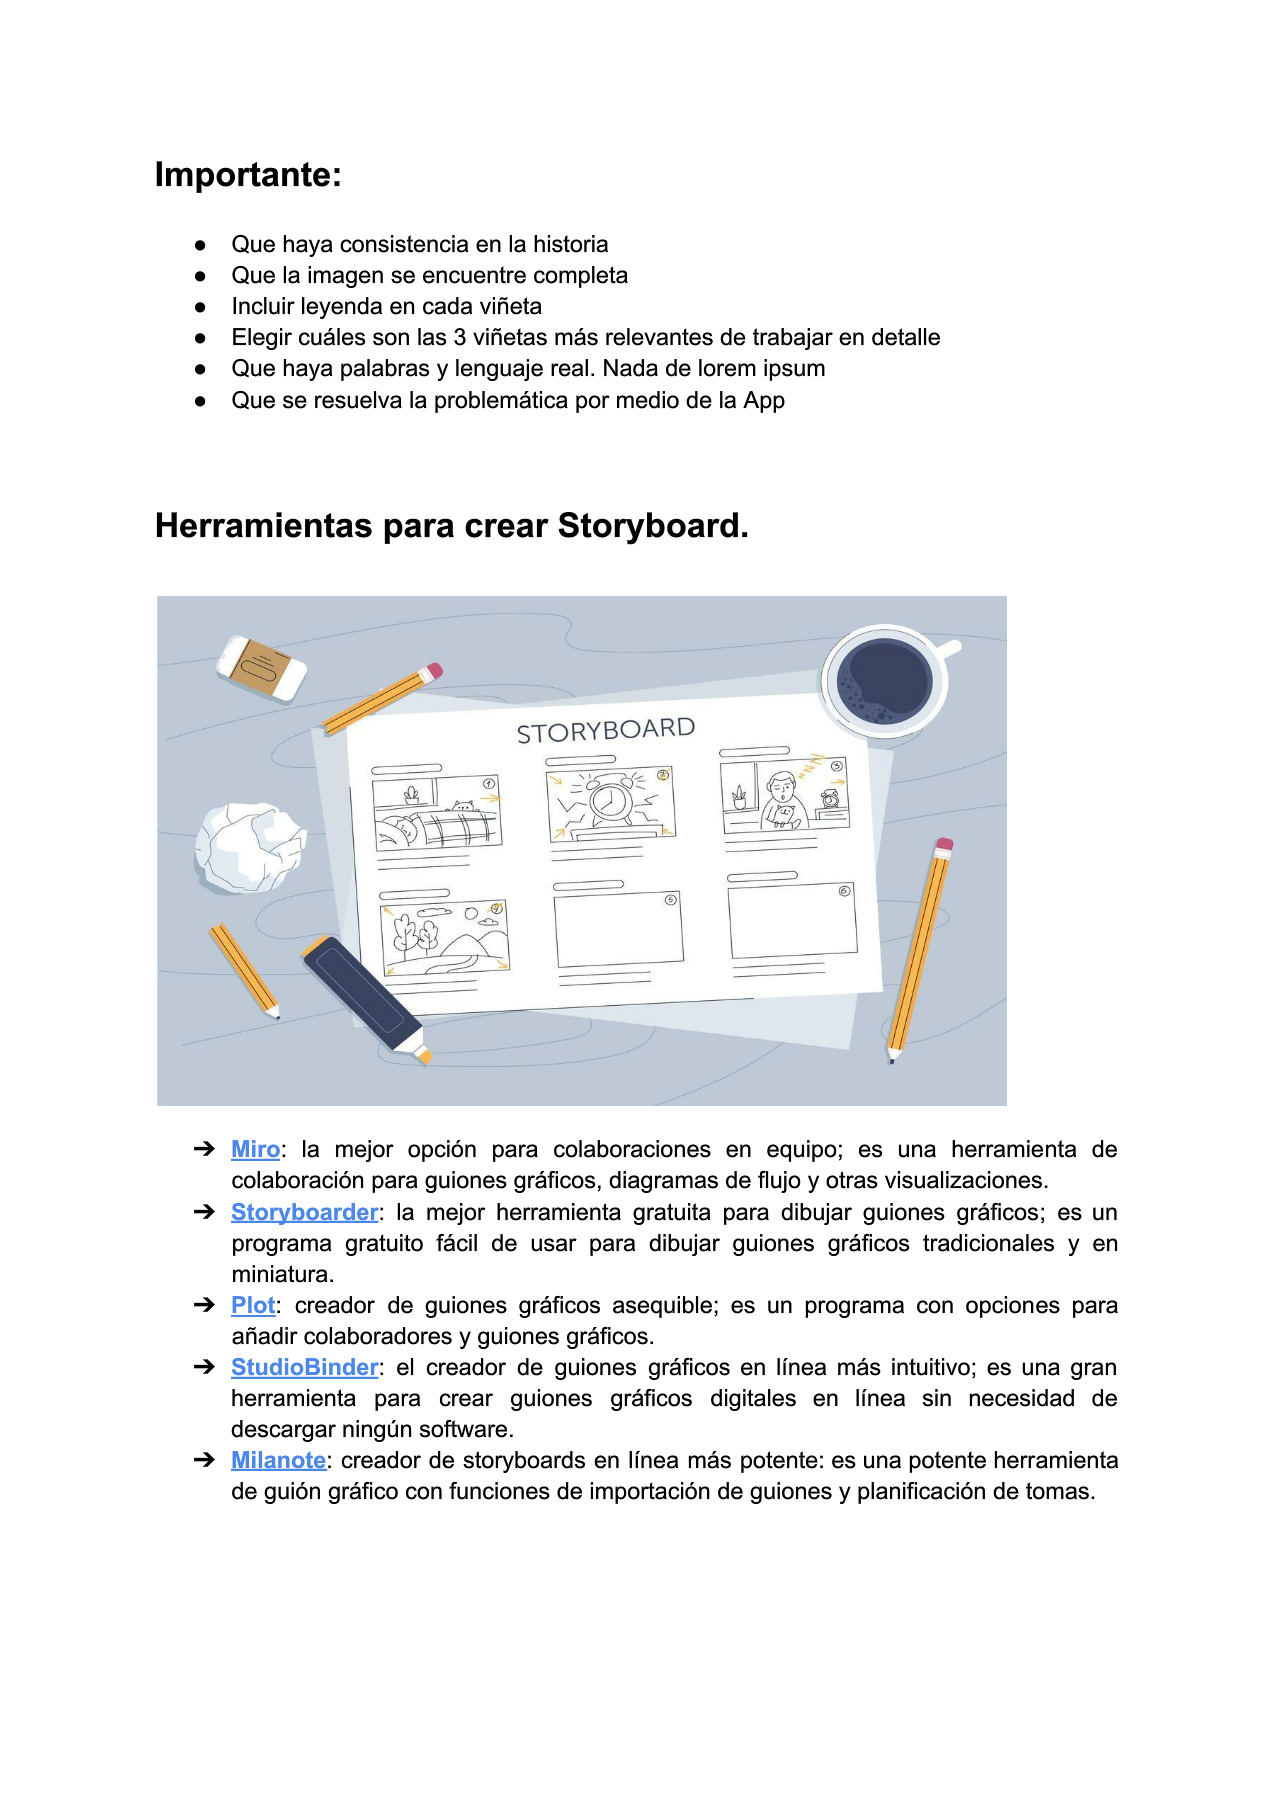 Importante:
● Que haya consistencia en la historia
● Que la imagen se encuentre completa
● Incluir leyenda en cada viñeta
● Elegir cuáles son las 3 viñetas más relevantes de trabajar en detalle
● Que haya palabras y lenguaje real. Nada de lorem ipsum
● Que se resuelva la problemática por medio de la App
Herramientas para crear Storyboard.
STORYBOARD
1
2
3
4
5
6
➔ Miro: la mejor opción para colaboraciones en equipo; es una herramienta de
colaboración para guiones gráficos, diagramas de flujo y otras visualizaciones.
➔ Storyboarder: la mejor herramienta gratuita para dibujar guiones gráficos; es un
programa gratuito fácil de usar para dibujar guiones gráficos tradicionales y en
miniatura.
➔ Plot: creador de guiones gráficos asequible; es un programa con opciones para
añadir colaboradores y guiones gráficos.
➔ StudioBinder: el creador de guiones gráficos en línea más intuitivo; es una gran
herramienta para crear guiones gráficos digitales en línea sin necesidad de
descargar ningún software.
➔ Milanote: creador de storyboards en línea más potente: es una potente herramienta
de guión gráfico con funciones de importación de guiones y planificación de tomas.